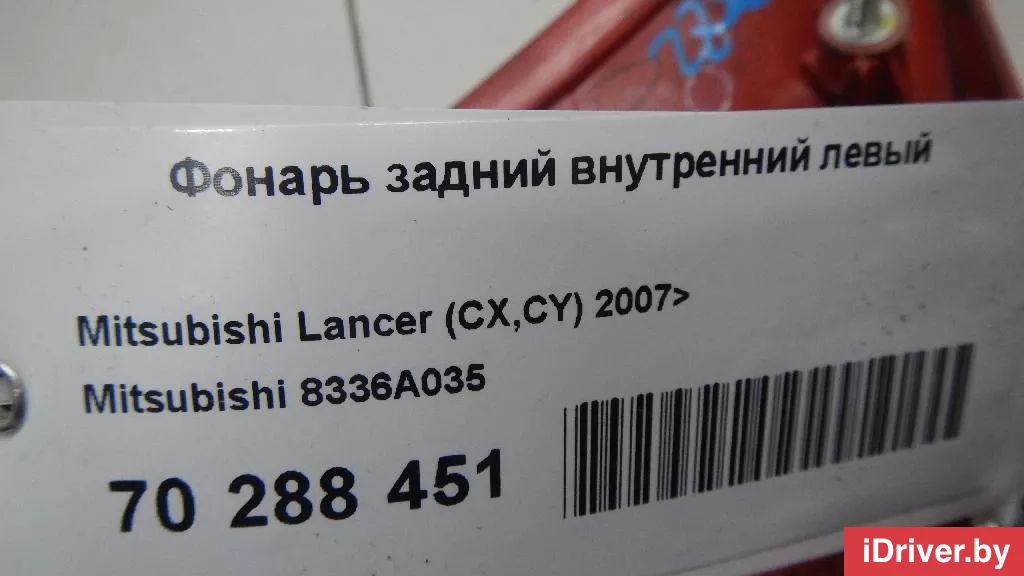 Фонарь задний внутренний левый
Mitsubishi Lancer (CX,CY) 2007>
Mitsubishi 8336A035
70 288 451
iDriver.by